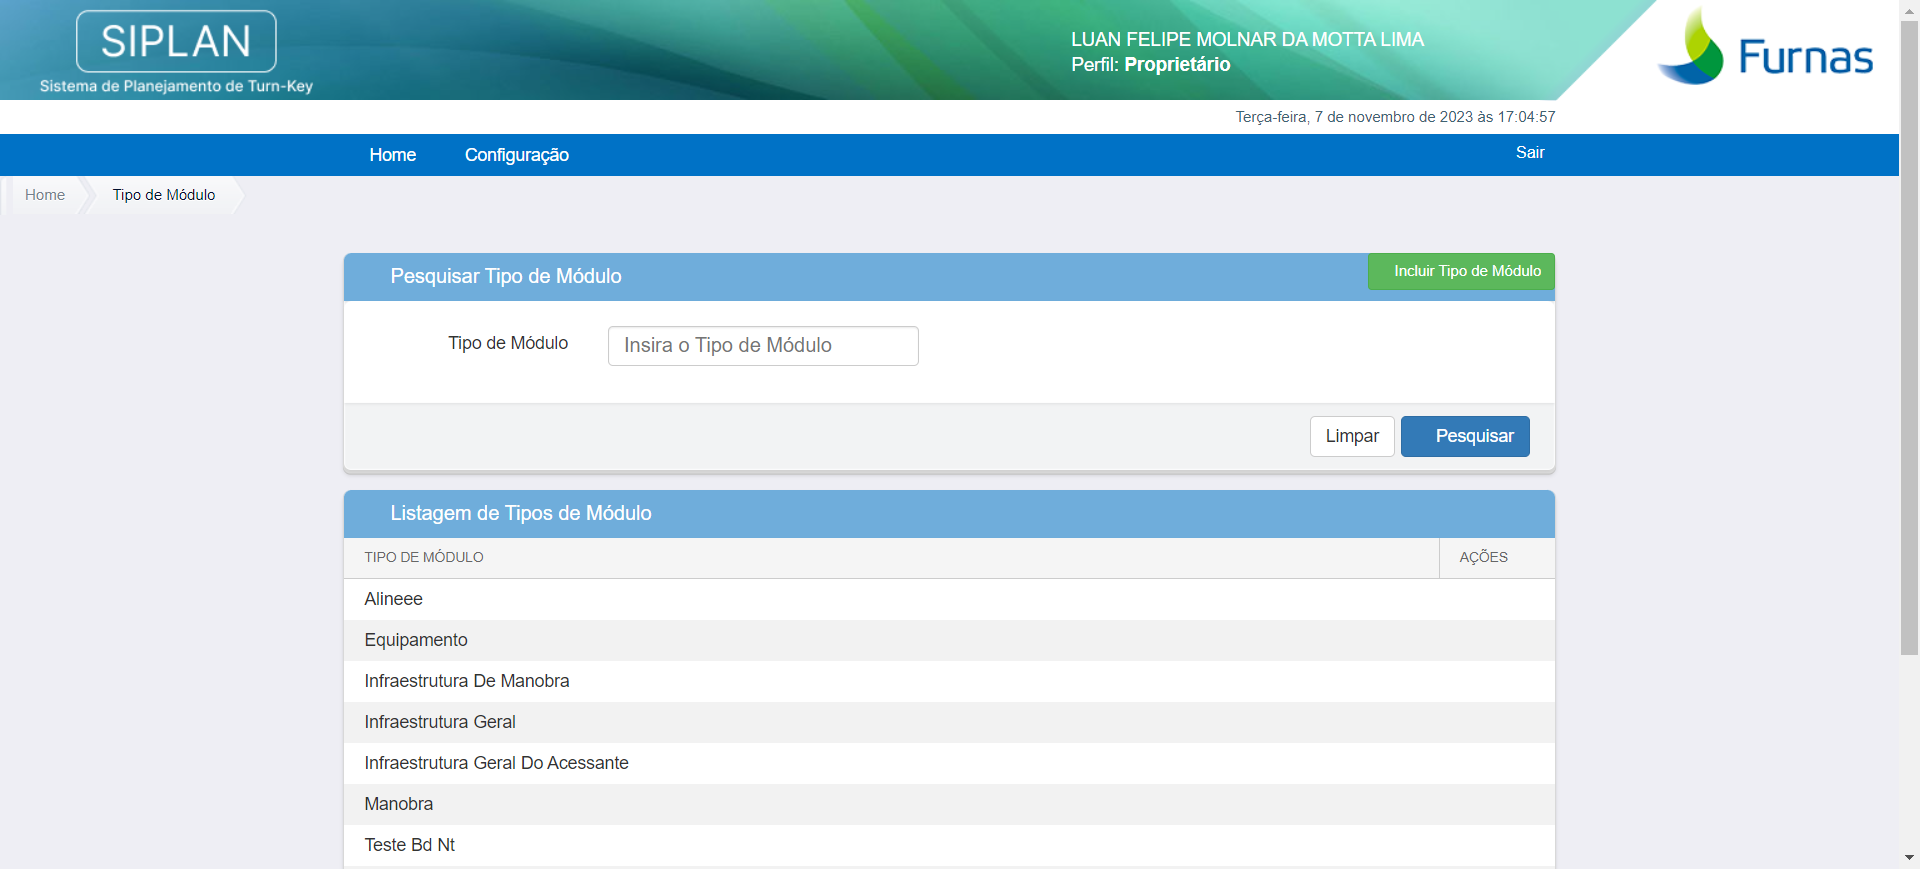 SIPLAN
Sistema de Planejamento de Turn-Key
LUAN FELIPE MOLNAR DA MOTTA LIMA
Perfil: Proprietário
Furnas
Terça-feira, 7 de novembro de 2023 às 17:04:57
Home Configuração Sair
Home Tipo de Módulo
Pesquisar Tipo de Módulo Incluir Tipo de Módulo
Tipo de Módulo Insira o Tipo de Módulo
Limpar Pesquisar
Listagem de Tipos de Módulo
TIPO DE MÓDULO AÇÕES
Alineee
Equipamento
Infraestrutura De Manobra
Infraestrutura Geral
Infraestrutura Geral Do Acessante
Manobra
Teste Bd Nt